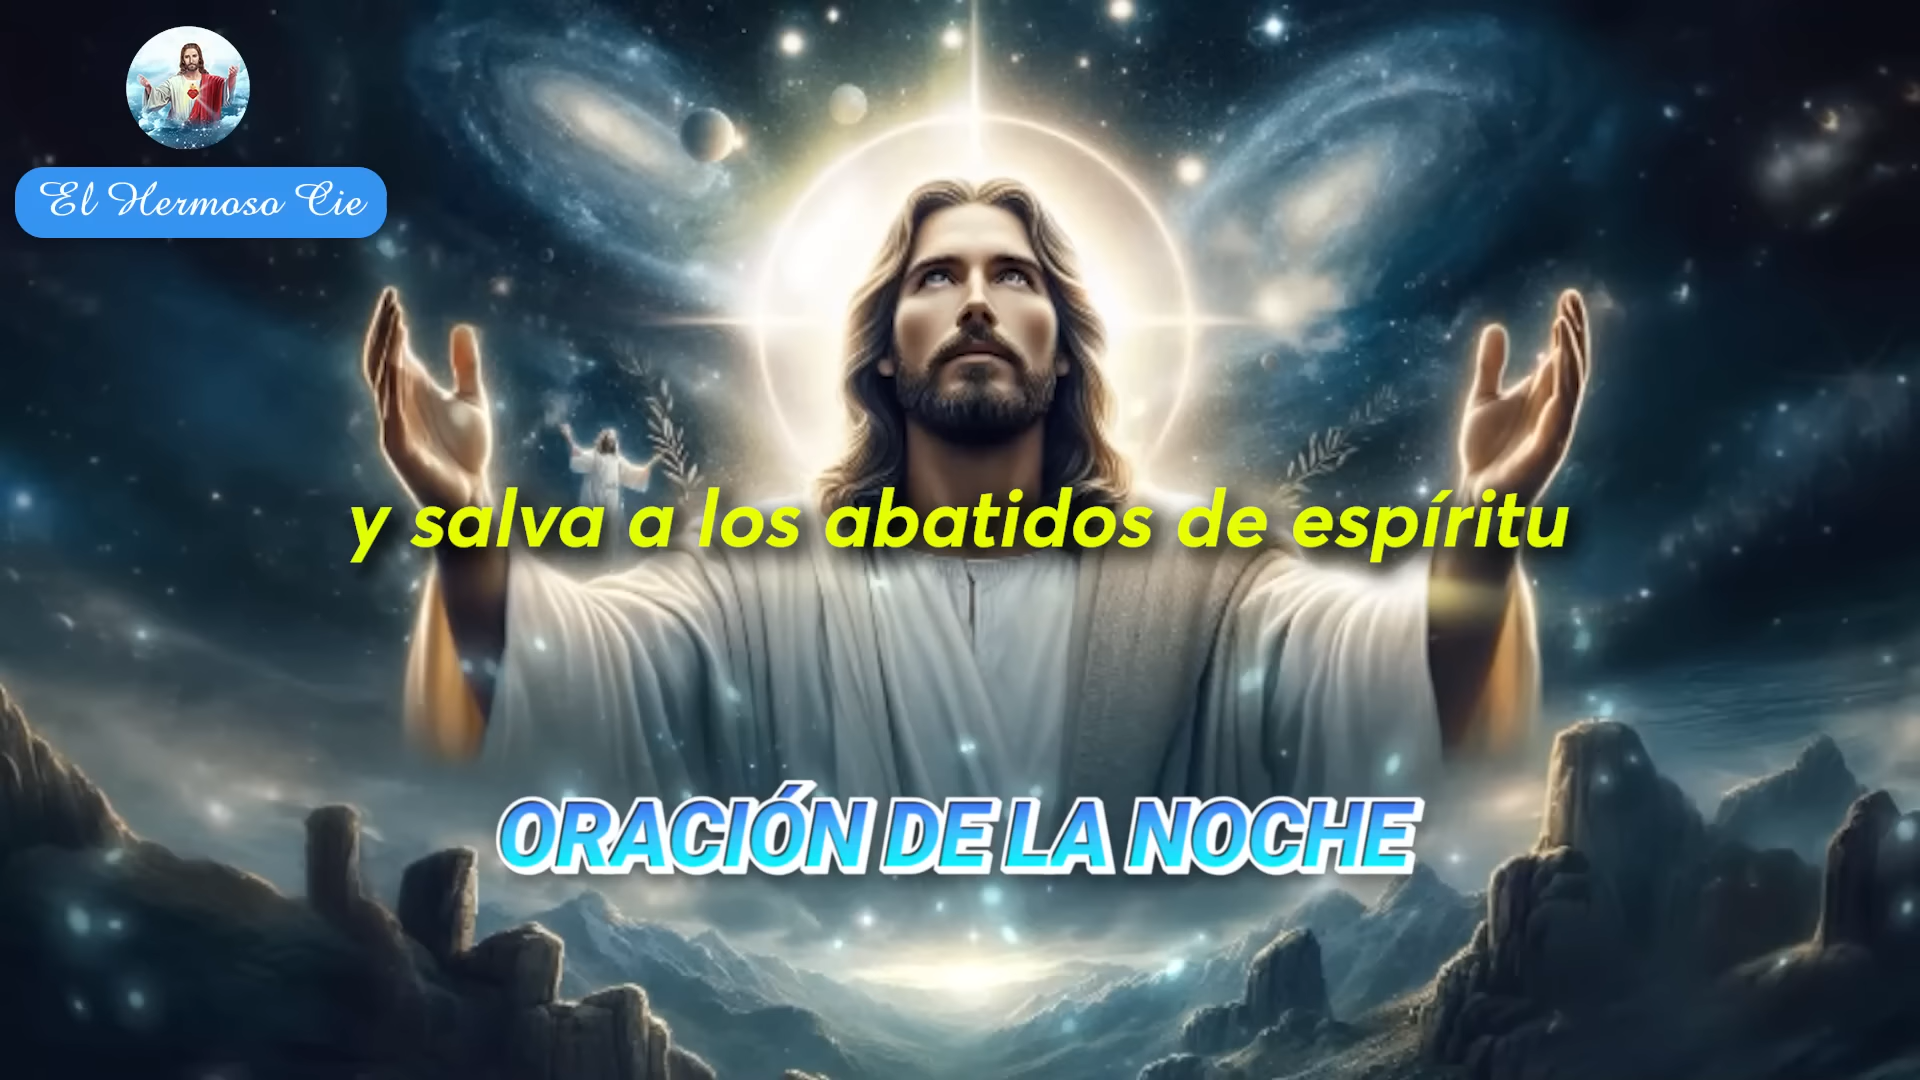 El Hermoso Cie
y salva a los abatidos de espíritu
ORACIÓN DE LA NOCHE